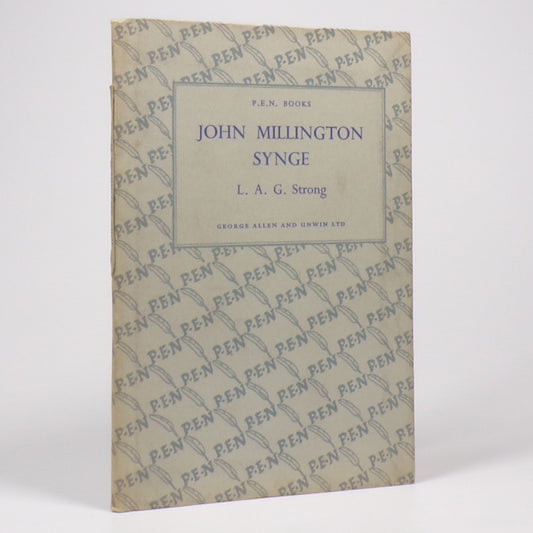 P.E.N. BOOKS
JOHN MILLINGTON
SYNGE
L. A. G. Strong
GEORGE ALLEN AND UNWIN LTD
P.E.N